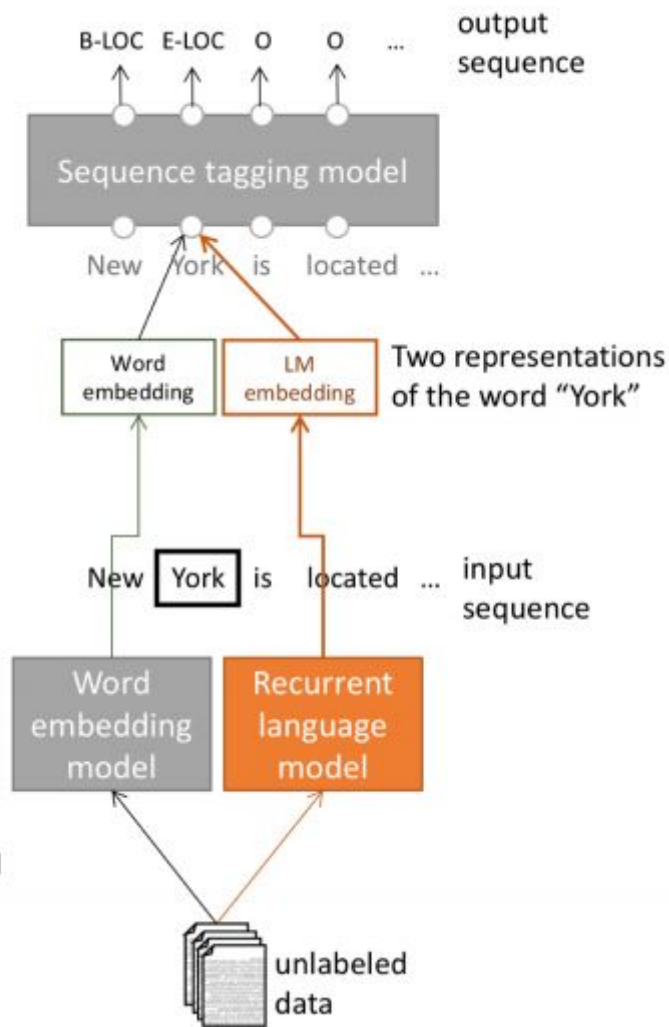 B-LOC E-LOC O O ...
output
sequence
Sequence tagging model
New York is located ...
Word
embedding
LM
embedding
Two representations
of the word “York”
New York is located ...
input
sequence
Word
embedding
model
Recurrent
language
model
unlabeled
data